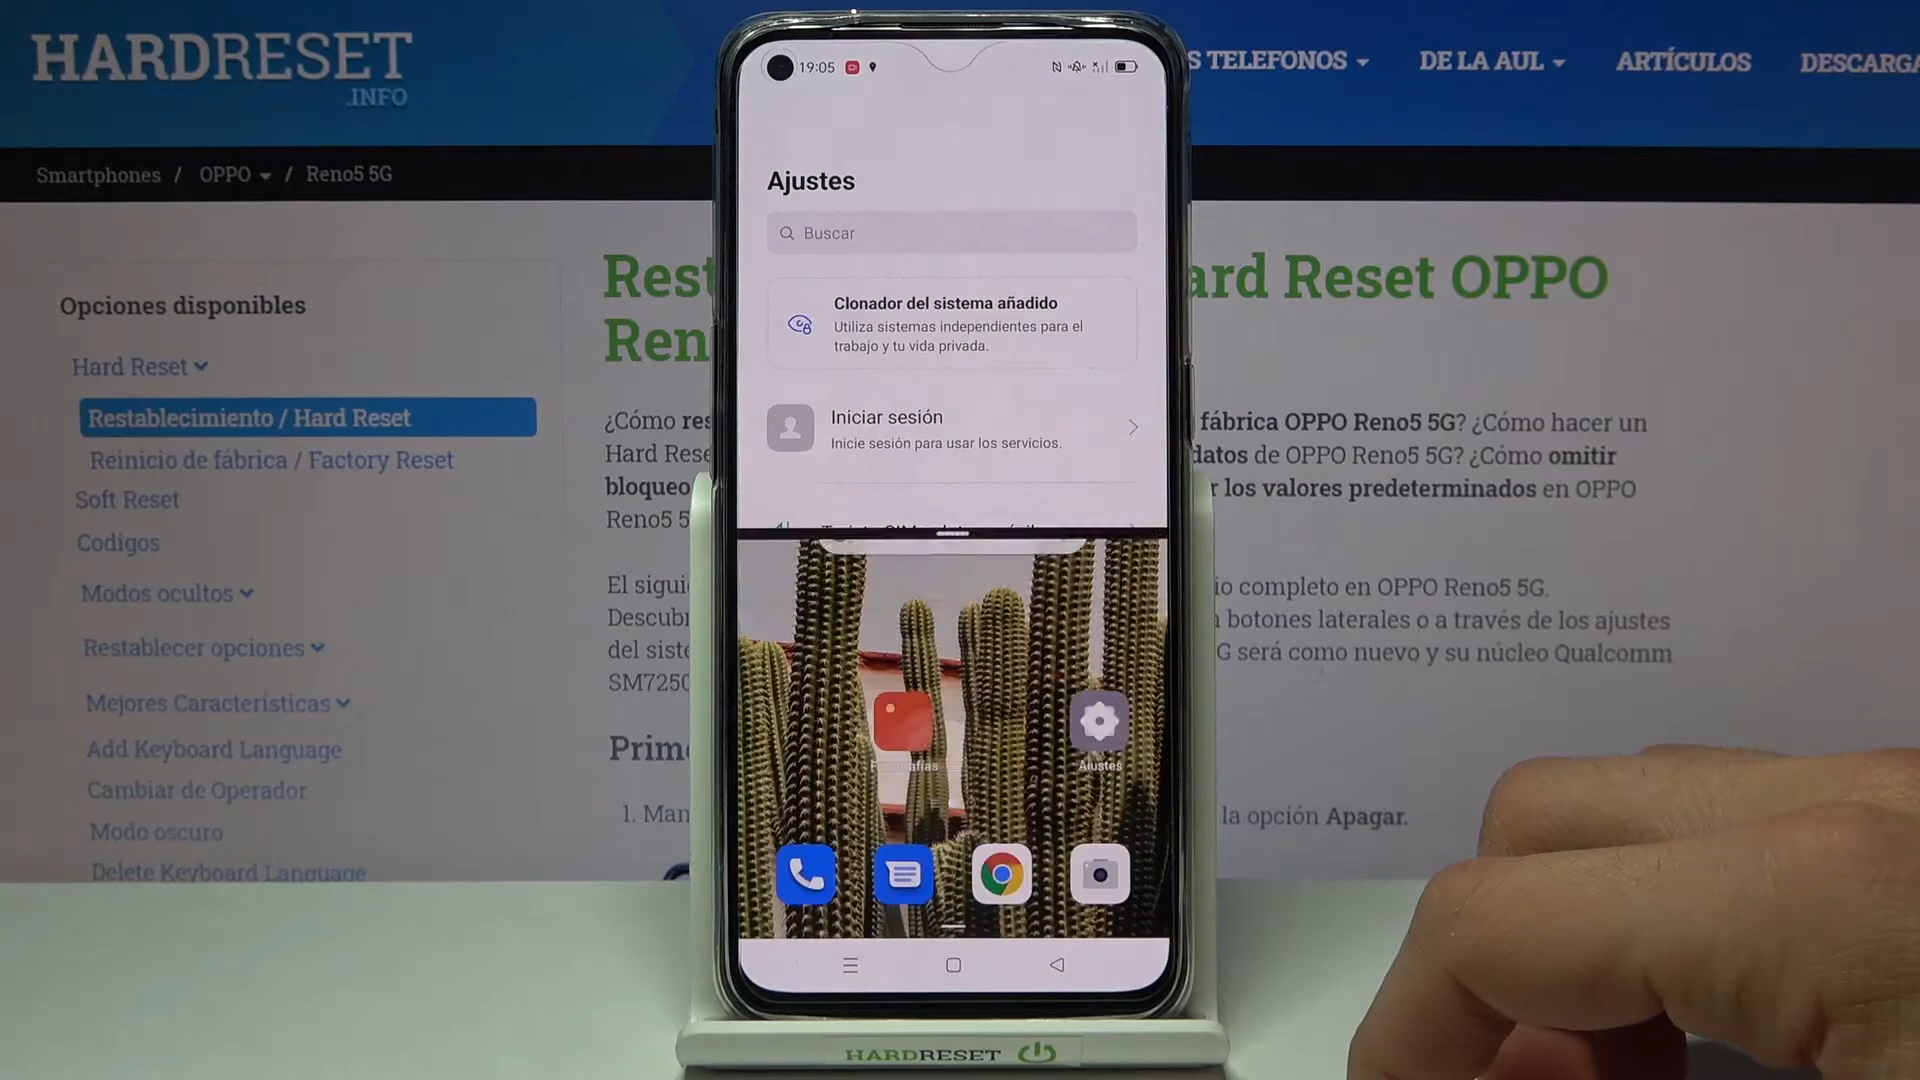 HARDRESET
.INFO
S TELEFONOS
DE LA AUL
ARTÍCULOS
DESCARGA
Smartphones / OPPO / Reno5 5G
Opciones disponibles
Hard Reset
Restablecimiento / Hard Reset
Reinicio de fábrica / Factory Reset
Soft Reset
Codigos
Modos ocultos
Restablecer opciones
Mejores Características
Add Keyboard Language
Cambiar de Operador
Modo oscuro
Delete Keyboard Language
Rest
ard Reset OPPO
Ren
¿Cómo res
fábrica OPPO Reno5 5G? ¿Cómo hacer un
Hard Rese
datos de OPPO Reno5 5G? ¿Cómo omitir
bloqueo
r los valores predeterminados en OPPO
Reno5 5
El sigui
io completo en OPPO Reno5 5G.
Descubr
botones laterales o a través de los ajustes
del siste
G será como nuevo y su núcleo Qualcomm
SM7250
Prime
1. Man
la opción Apagar.
19:05
Ajustes
Buscar
Clonador del sistema añadido
Utiliza sistemas independientes para el
trabajo y tu vida privada.
Iniciar sesión
Inicie sesión para usar los servicios.
Ajustes
HARDRESET